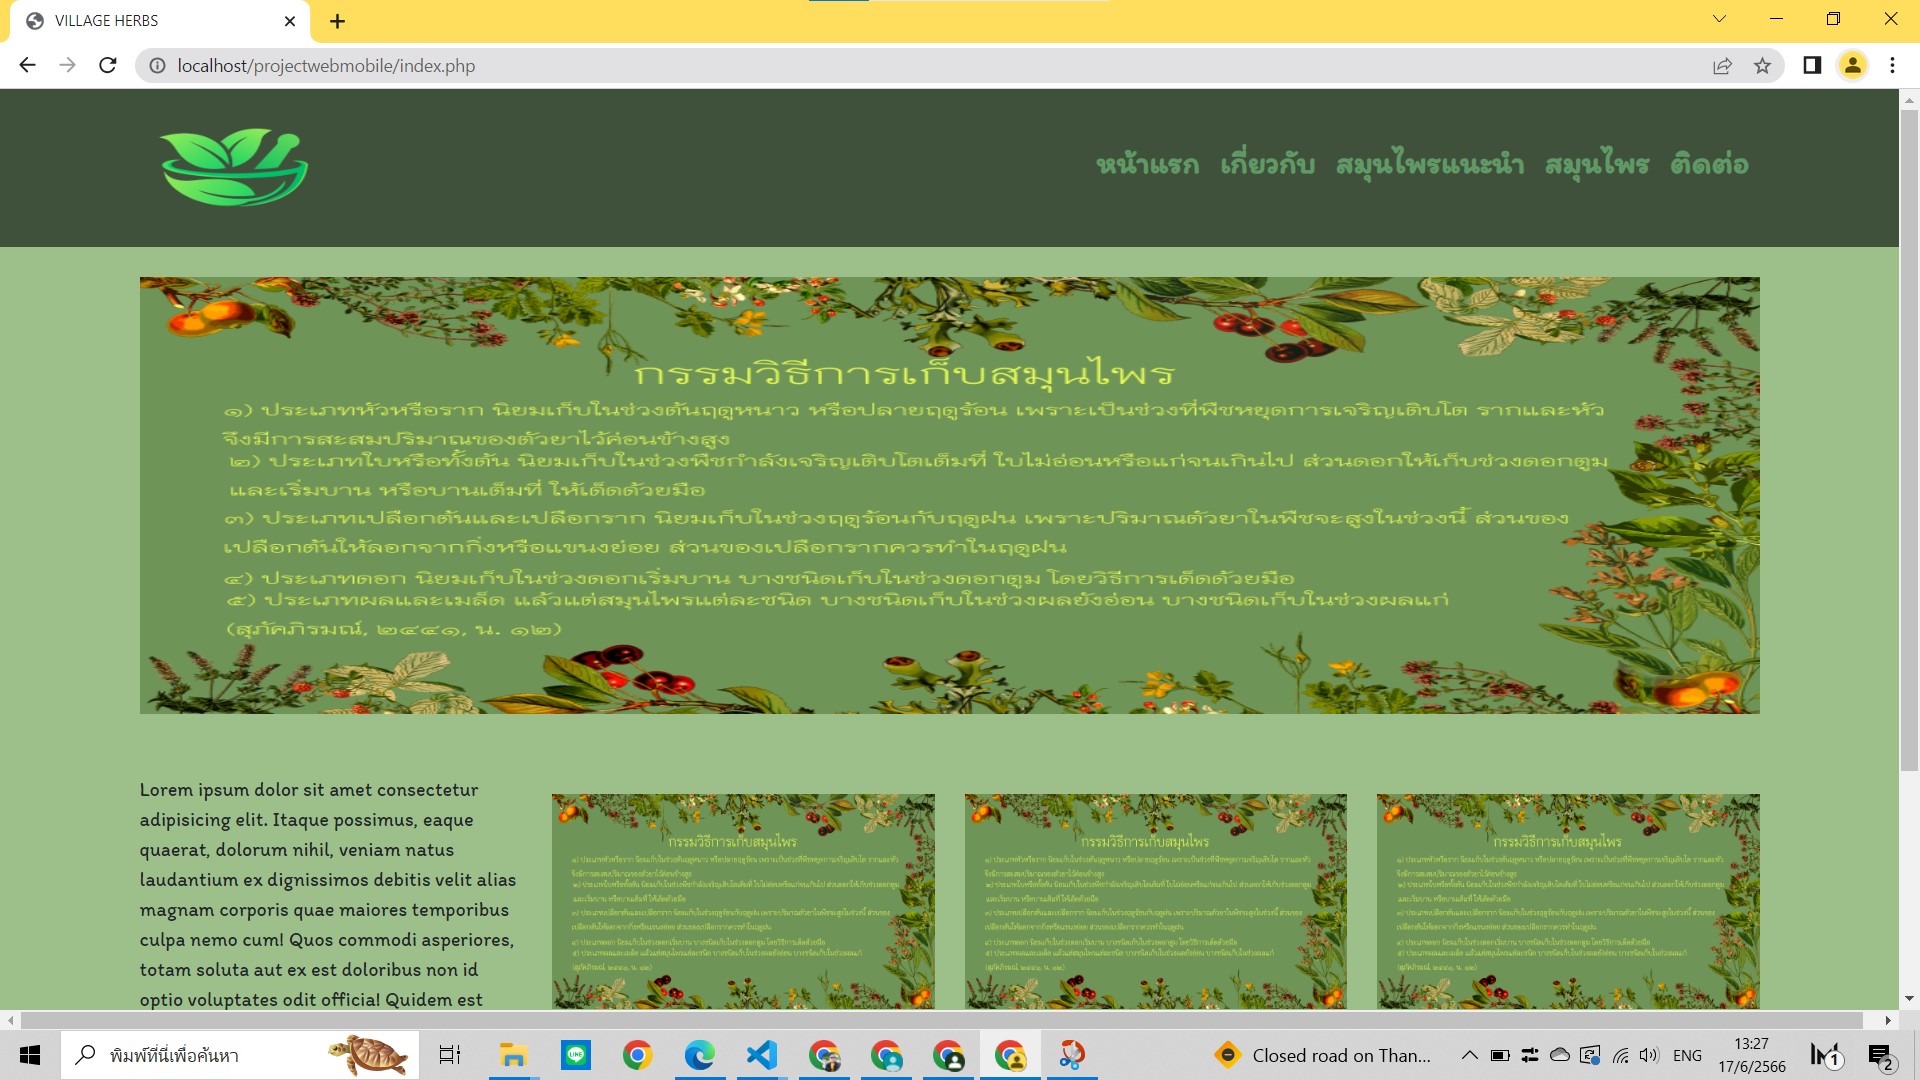 VILLAGE HERBS
localhost/projectwebmobile/index.php
หน้าแรก เกี่ยวกับ สมุนไพรแนะนำ สมุนไพร ติดต่อ
กรรมวิธีการเก็บสมุนไพร
๑) ประเภทหัวหรือราก นิยมเก็บในช่วงต้นฤดูหนาว หรือปลายฤดูร้อน เพราะเป็นช่วงที่พืชหยุดการเจริญเติบโต รากและหัว
จึงมีการสะสมปริมาณของตัวยาไว้ค่อนข้างสูง
๒) ประเภทใบหรือทั้งต้น นิยมเก็บในช่วงพืชกำลังเจริญเติบโตเต็มที่ ใบไม่อ่อนหรือแก่จนเกินไป ส่วนดอกให้เก็บช่วงดอกตูม
และเริ่มบาน หรือบานเต็มที่ ให้เด็ดด้วยมือ
๓) ประเภทเปลือกต้นและเปลือกราก นิยมเก็บในช่วงฤดูร้อนกับฤดูฝน เพราะปริมาณตัวยาในพืชจะสูงในช่วงนี้ ส่วนของ
เปลือกต้นให้ลอกจากกิ่งหรือแขนงย่อย ส่วนของเปลือกรากควรทำในฤดูฝน
๔) ประเภทดอก นิยมเก็บในช่วงดอกเริ่มบาน บางชนิดเก็บในช่วงดอกตูม โดยวิธีการเด็ดด้วยมือ
๕) ประเภทผลและเมล็ด แล้วแต่สมุนไพรแต่ละชนิด บางชนิดเก็บในช่วงผลยังอ่อน บางชนิดเก็บในช่วงผลแก่
(สุภัคภิรมณ์, ๒๔๔๑, น. ๑๒)
Lorem ipsum dolor sit amet consectetur
adipisicing elit. Itaque possimus, eaque
quaerat, dolorum nihil, veniam natus
laudantium ex dignissimos debitis velit alias
magnam corporis quae maiores temporibus
culpa nemo cum! Quos commodi asperiores,
totam soluta aut ex est doloribus non id
optio voluptates odit officia! Quidem est
กรรมวิธีการเก็บสมุนไพร
กรรมวิธีการเก็บสมุนไพร
กรรมวิธีการเก็บสมุนไพร
พิมพ์ที่นี่เพื่อค้นหา
LINE
Closed road on Than...
ENG
13:27
17/6/2566
1
2